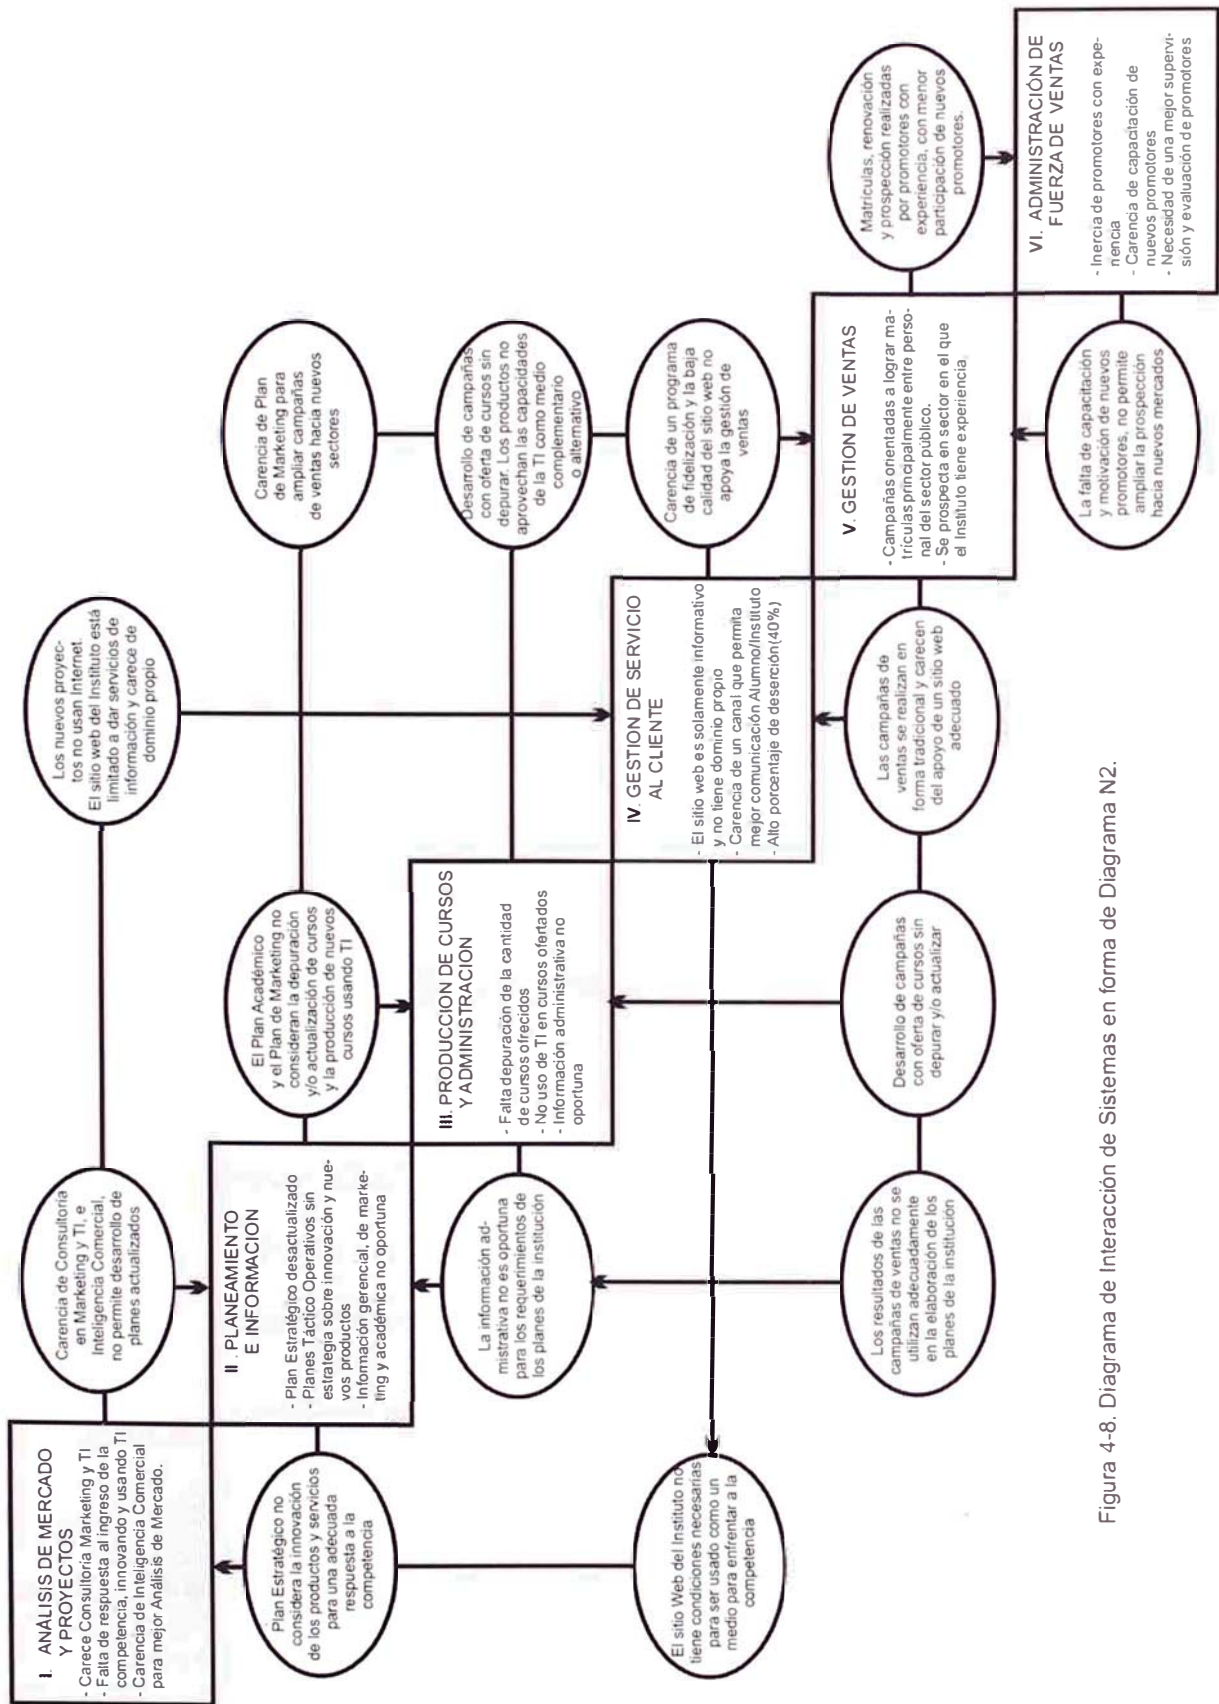 I. ANÁLISIS DE MERCADO
Y PROYECTOS
- Carece Consultoría Marketing y TI
- Falta de respuesta al ingreso de la
competencia, innovando y usando TI
- Carencia de Inteligencia Comercial
para mejor Análisis de Mercado.
Carencia de Consultoría
en Marketing y TI, e
Inteligencia Comercial,
no permite desarrollo de
planes actualizados
Los nuevos proyec-
tos no usan Internet.
El sitio web del Instituto está
limitado a dar servicios de
información y carece de
dominio propio
Plan Estratégico no
considera la innovación
de los productos y servicios
para una adecuada
respuesta a la
competencia
II. PLANEAMIENTO
E INFORMACION
- Plan Estratégico desactualizado
- Planes Táctico Operativos sin
estrategia sobre innovación y nue-
vos productos
- Información gerencial, de marke-
ting y académica no oportuna
El Plan Académico
y el Plan de Marketing no
consideran la depuración
y/o actualización de cursos
y la producción de nuevos
cursos usando TI
Carencia de Plan
de Marketing para
ampliar campañas
de ventas hacia nuevos
sectores
La información ad-
mistrativa no es oportuna
para los requerimientos de
los planes de la institución
III. PRODUCCION DE CURSOS
Y ADMINISTRACION
- Falta depuración de la cantidad
de cursos ofrecidos
- No uso de TI en cursos ofertados
- Información administrativa no
oportuna
Desarrollo de campañas
con oferta de cursos sin
depurar. Los productos no
aprovechan las capacidades
de la TI como medio
complementario
o alternativo
El sitio Web del Instituto no
tiene condiciones necesarias
para ser usado como un
medio para enfrentar a la
competencia
IV. GESTION DE SERVICIO
AL CLIENTE
- El sitio web es solamente informativo
y no tiene dominio propio
- Carencia de un canal que permita
mejor comunicación Alumno/Instituto
- Alto porcentaje de deserción(40%)
Carencia de un programa
de fidelización y la baja
calidad del sitio web no
apoya la gestión de
ventas
Los resultados de las
campañas de ventas no se
utilizan adecuadamente
en la elaboración de los
planes de la institución
Desarrollo de campañas
con oferta de cursos sin
depurar y/o actualizar
Las campañas de
ventas se realizan en
forma tradicional y carecen
del apoyo de un sitio web
adecuado
V. GESTION DE VENTAS
- Campañas orientadas a lograr ma-
trículas principalmente entre perso-
nal del sector público.
- Se prospecta en sector en el que
el Instituto tiene experiencia.
Matrículas, renovación
y prospección realizadas
por promotores con
experiencia, con menor
participación de nuevos
promotores.
La falta de capacitación
y motivación de nuevos
promotores, no permite
ampliar la prospección
hacia nuevos mercados
VI. ADMINISTRACIÓN DE
FUERZA DE VENTAS
- Inercia de promotores con expe-
riencia
- Carencia de capacitación de
nuevos promotores
- Necesidad de una mejor supervi-
sión y evaluación de promotores
Figura 4-8. Diagrama de Interacción de Sistemas en forma de Diagrama N2.